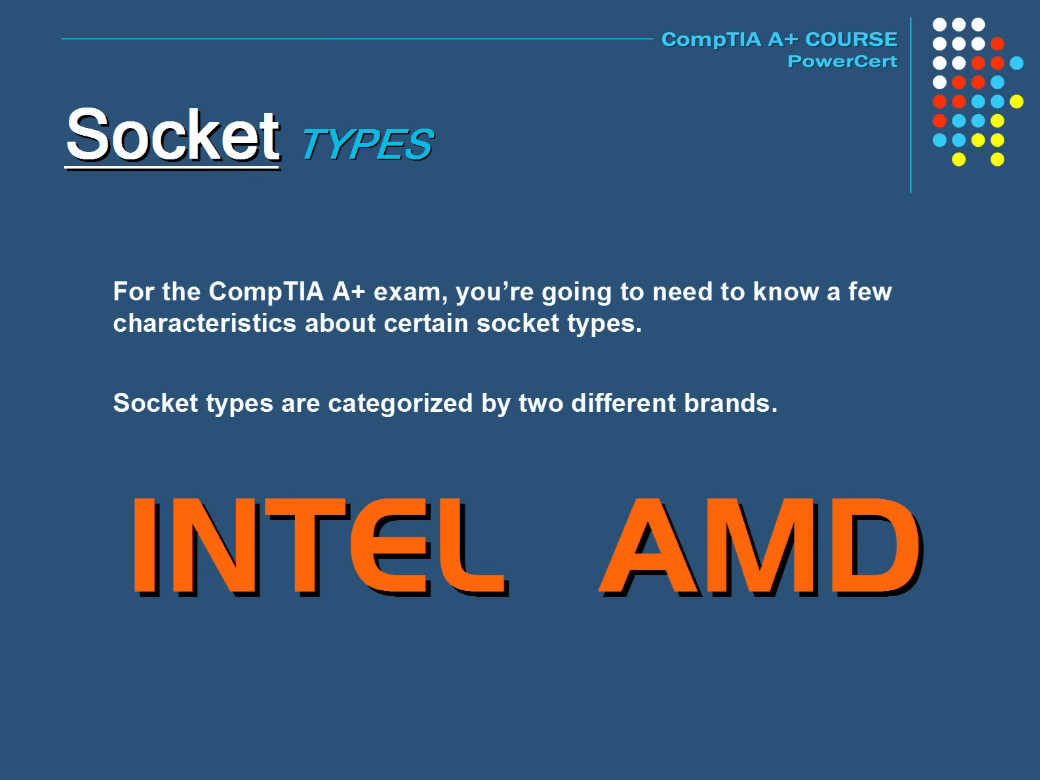 CompTIA A+ COURSE
PowerCert
Socket TYPES
For the CompTIA A+ exam, you’re going to need to know a few
characteristics about certain socket types.
Socket types are categorized by two different brands.
INTEL AMD